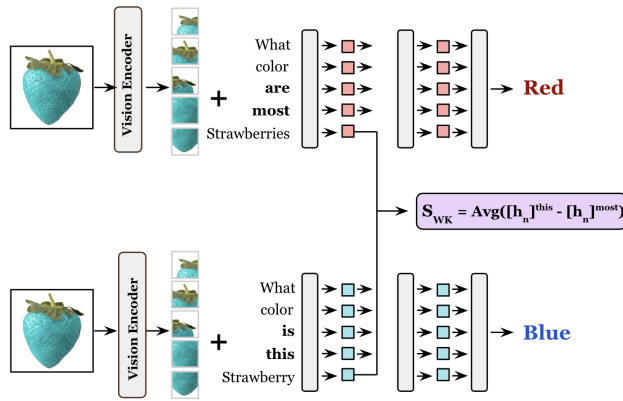 Vision Encoder
+
What
color
are
most
Strawberries
Red
S_WK = Avg([h_n]^this - [h_n]^most)
Vision Encoder
+
What
color
is
this
Strawberry
Blue